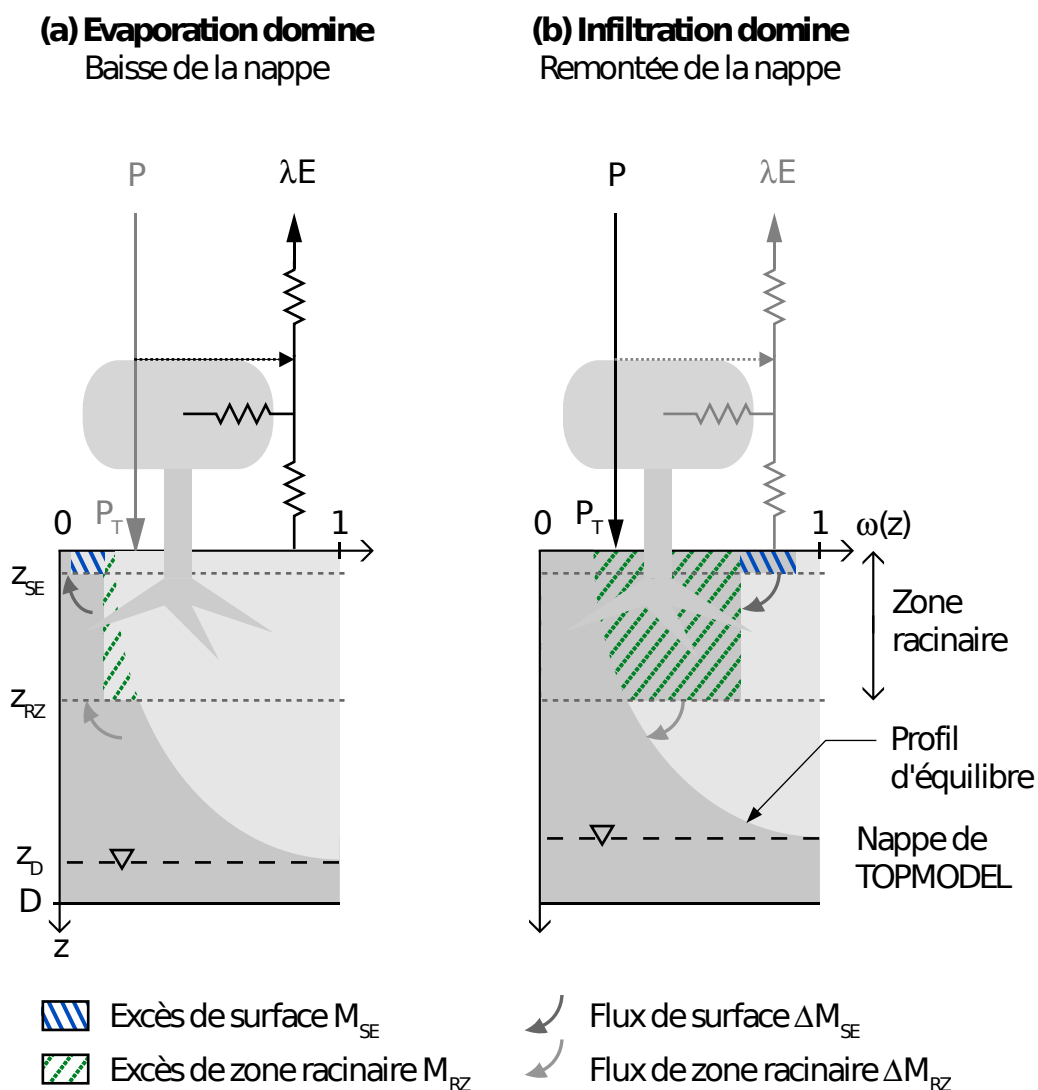 (a) Evaporation domine
Baisse de la nappe
(b) Infiltration domine
Remontée de la nappe
P
λE
P
λE
0
P_T
1
0
P_T
1
ω(z)
z_SE
Zone
racinaire
z_RZ
Profil
d'équilibre
z_D
Nappe de
TOPMODEL
D
z
Excès de surface M_SE
Flux de surface ΔM_SE
Excès de zone racinaire M_RZ
Flux de zone racinaire ΔM_RZ